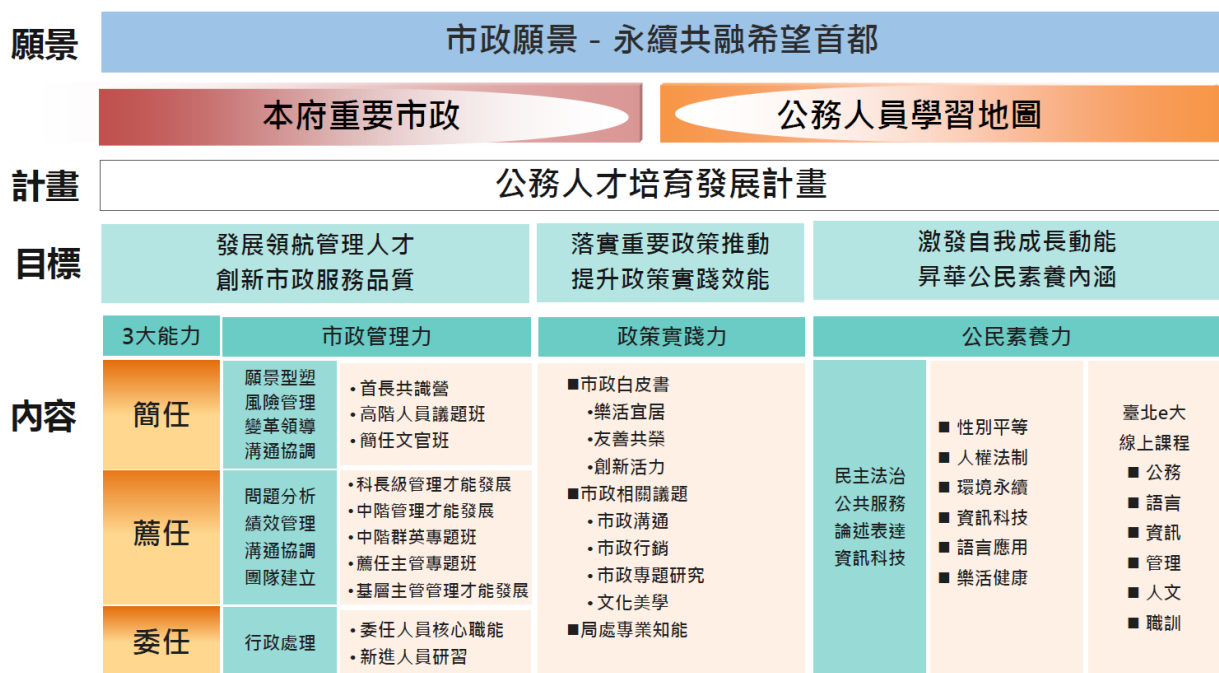 願景
市政願景 - 永續共融希望首都
本府重要市政
公務人員學習地圖
計畫
公務人才培育發展計畫
目標
發展領航管理人才
創新市政服務品質
落實重要政策推動
提升政策實踐效能
激發自我成長動能
昇華公民素養內涵
內容
3大能力
市政管理力
政策實踐力
公民素養力
簡任
願景型塑
風險管理
變革領導
溝通協調
•首長共識營
•高階人員議題班
•簡任文官班
薦任
問題分析
績效管理
溝通協調
團隊建立
•科長級管理才能發展
•中階管理才能發展
•中階群英專題班
•薦任主管專題班
•基層主管管理才能發展
委任
行政處理
•委任人員核心職能
•新進人員研習
■市政白皮書
•樂活宜居
•友善共榮
•創新活力
■市政相關議題
•市政溝通
•市政行銷
•市政專題研究
•文化美學
■局處專業知能
民主法治
公共服務
論述表達
資訊科技
■ 性別平等
■ 人權法制
■ 環境永續
■ 資訊科技
■ 語言應用
■ 樂活健康
臺北e大
線上課程
■ 公務
■ 語言
■ 資訊
■ 管理
■ 人文
■ 職訓